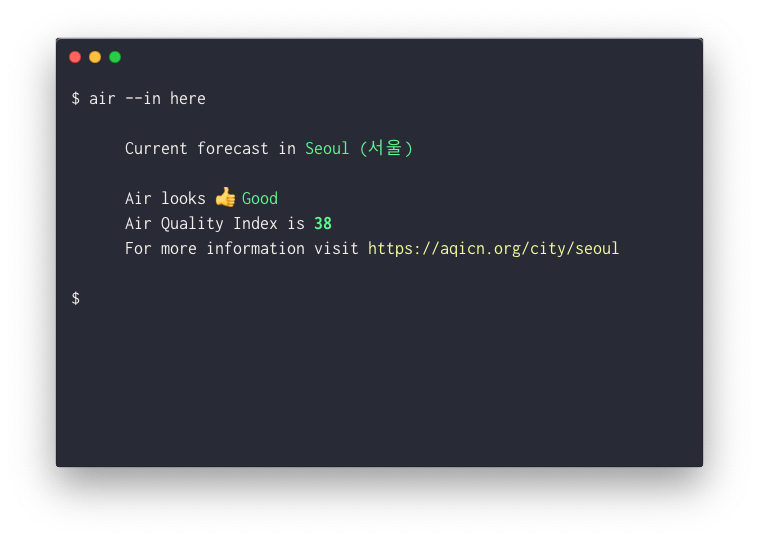 $ air --in here
Current forecast in Seoul (서울)
Air looks 👍 Good
Air Quality Index is 38
For more information visit https://aqicn.org/city/seoul
$